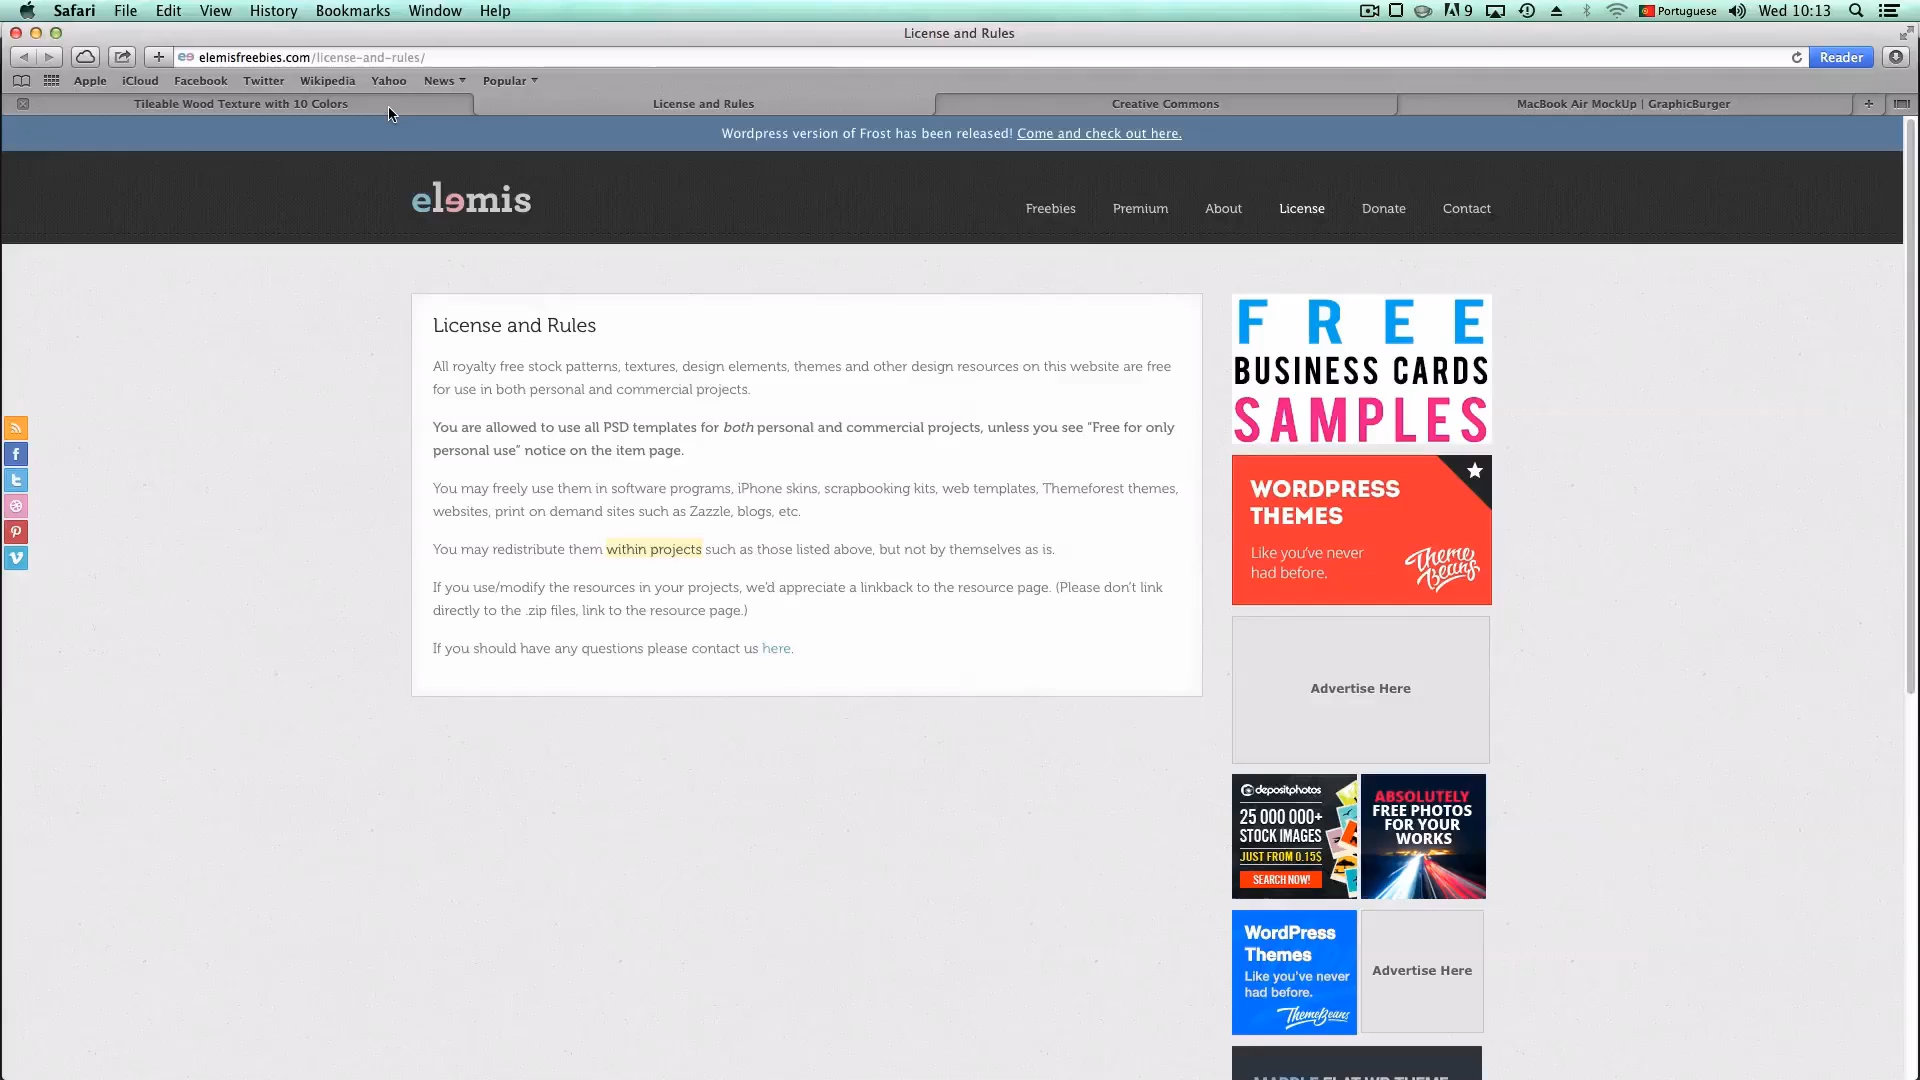 Safari File Edit View History Bookmarks Window Help 9 Portuguese Wed 10:13
License and Rules
elemisfreebies.com/license-and-rules/ Reader
Apple iCloud Facebook Twitter Wikipedia Yahoo News Popular
Tileable Wood Texture with 10 Colors License and Rules Creative Commons MacBook Air MockUp | GraphicBurger
Wordpress version of Frost has been released! Come and check out here.
elemis
Freebies Premium About License Donate Contact
License and Rules
All royalty free stock patterns, textures, design elements, themes and other design resources on this website are free
for use in both personal and commercial projects.
You are allowed to use all PSD templates for both personal and commercial projects, unless you see “Free for only
personal use” notice on the item page.
You may freely use them in software programs, iPhone skins, scrapbooking kits, web templates, Themeforest themes,
websites, print on demand sites such as Zazzle, blogs, etc.
You may redistribute them within projects such as those listed above, but not by themselves as is.
If you use/modify the resources in your projects, we’d appreciate a linkback to the resource page. (Please don’t link
directly to the .zip files, link to the resource page.)
If you should have any questions please contact us here.
FREE
BUSINESS CARDS
SAMPLES
WORDPRESS
THEMES
Like you’ve never
had before.
Theme
Beans
Advertise Here
depositphotos
25 000 000+
STOCK IMAGES
JUST FROM 0.15$
SEARCH NOW!
ABSOLUTELY
FREE PHOTOS
FOR YOUR
WORKS
WordPress
Themes
Like you've never
had before.
ThemeBeans
Advertise Here